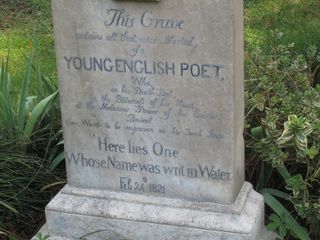 This Grave
contains all that was Mortal
of a
YOUNG ENGLISH POET,
Who,
on his Death Bed,
in the Bitterness of his Heart,
at the Malicious Power of his Enemies,
Desired
these Words to be engraven on his Tomb Stone
"Here lies One
Whose Name was writ in Water.
Feb 24th 1821